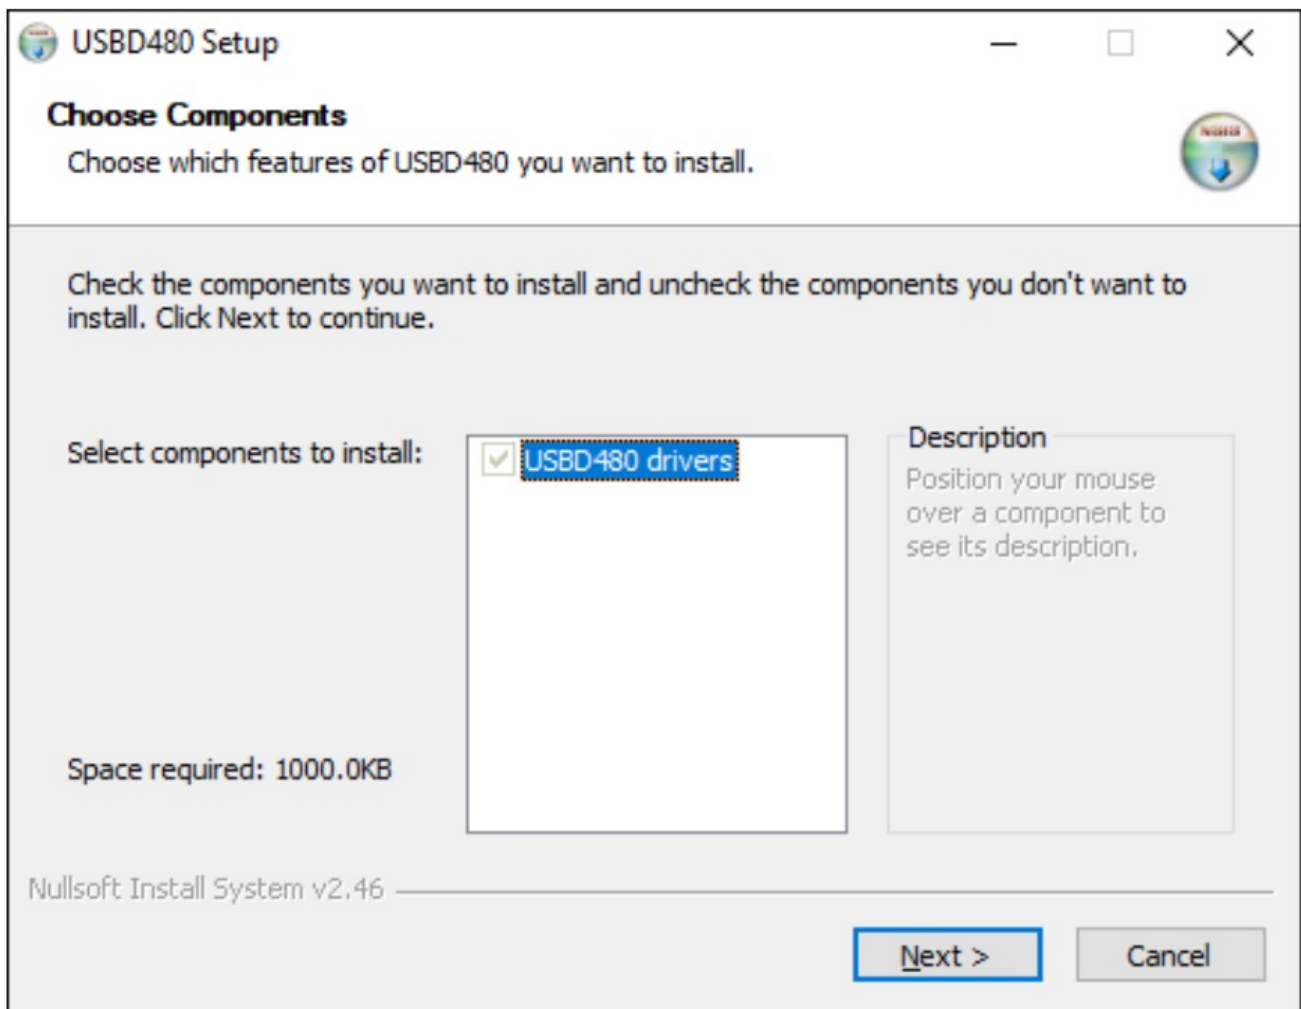 USBD480 Setup
Choose Components
Choose which features of USBD480 you want to install.
Check the components you want to install and uncheck the components you don't want to
install. Click Next to continue.
Select components to install:
USBD480 drivers
Description
Position your mouse
over a component to
see its description.
Space required: 1000.0KB
Nullsoft Install System v2.46
Next >
Cancel